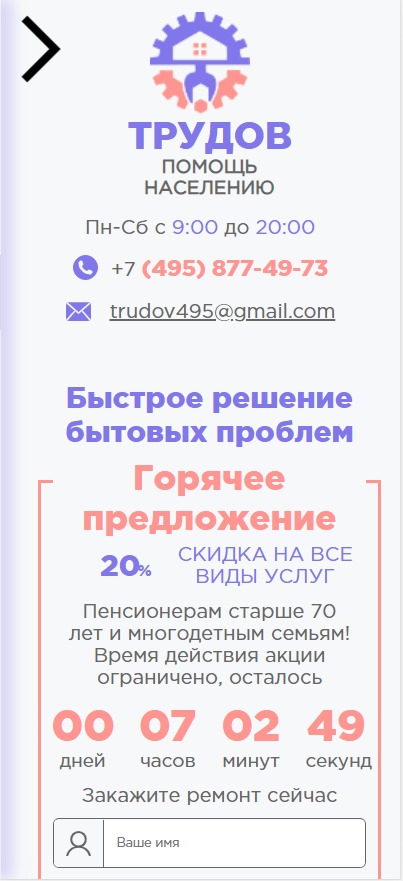 ТРУДОВ
ПОМОЩЬ
НАСЕЛЕНИЮ
Пн-Сб с 9:00 до 20:00
+7 (495) 877-49-73
trudov495@gmail.com
Быстрое решение
бытовых проблем
Горячее
предложение
20% СКИДКА НА ВСЕ
ВИДЫ УСЛУГ
Пенсионерам старше 70
лет и многодетным семьям!
Время действия акции
ограничено, осталось
00 07 02 49
дней часов минут секунд
Закажите ремонт сейчас
Ваше имя